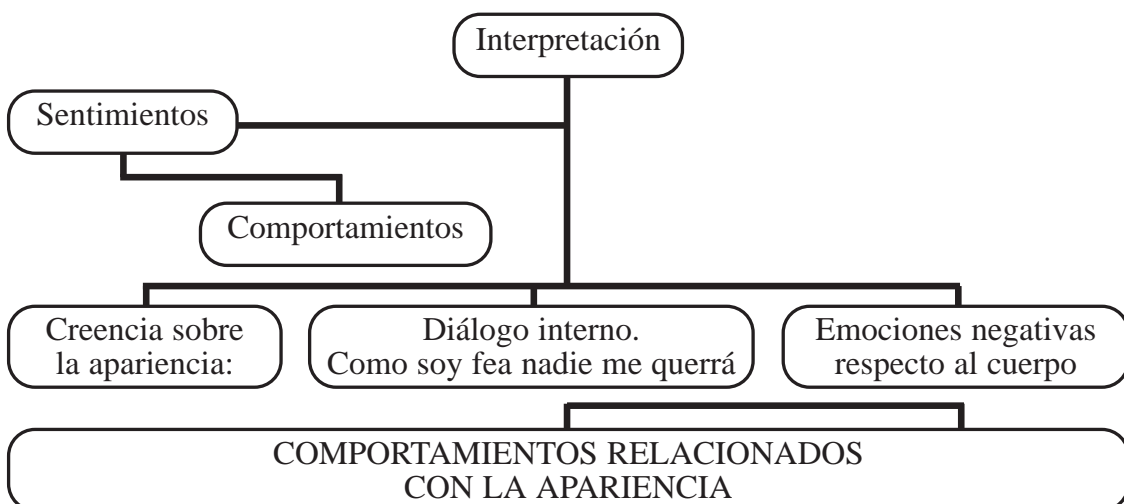 Interpretación
Sentimientos
Comportamientos
Creencia sobre
la apariencia:
Diálogo interno.
Como soy fea nadie me querrá
Emociones negativas
respecto al cuerpo
COMPORTAMIENTOS RELACIONADOS
CON LA APARIENCIA